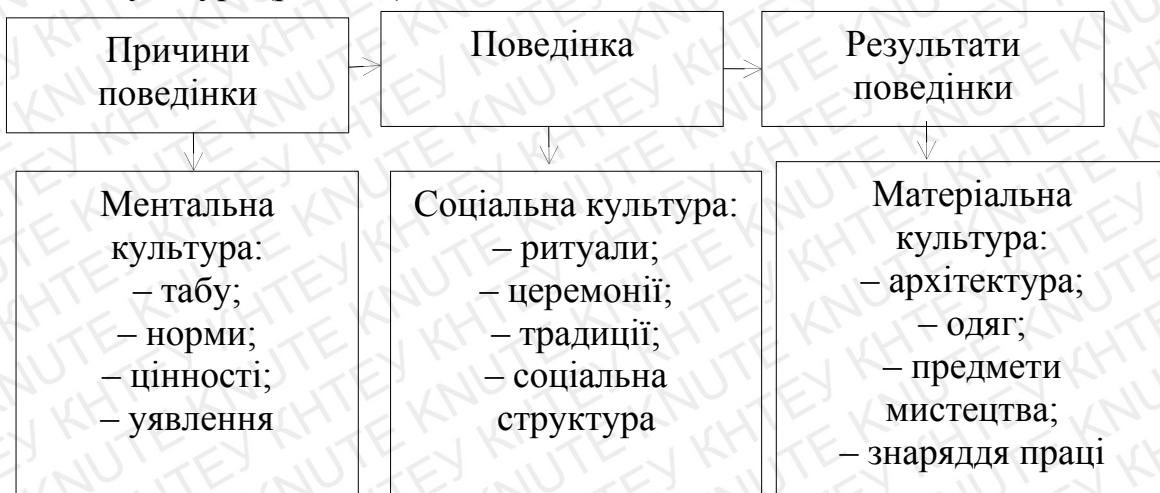 Причини
поведінки
Поведінка
Результати
поведінки
Ментальна
культура:
– табу;
– норми;
– цінності;
– уявлення
Соціальна культура:
– ритуали;
– церемонії;
– традиції;
– соціальна
структура
Матеріальна
культура:
– архітектура;
– одяг;
– предмети
мистецтва;
– знаряддя праці